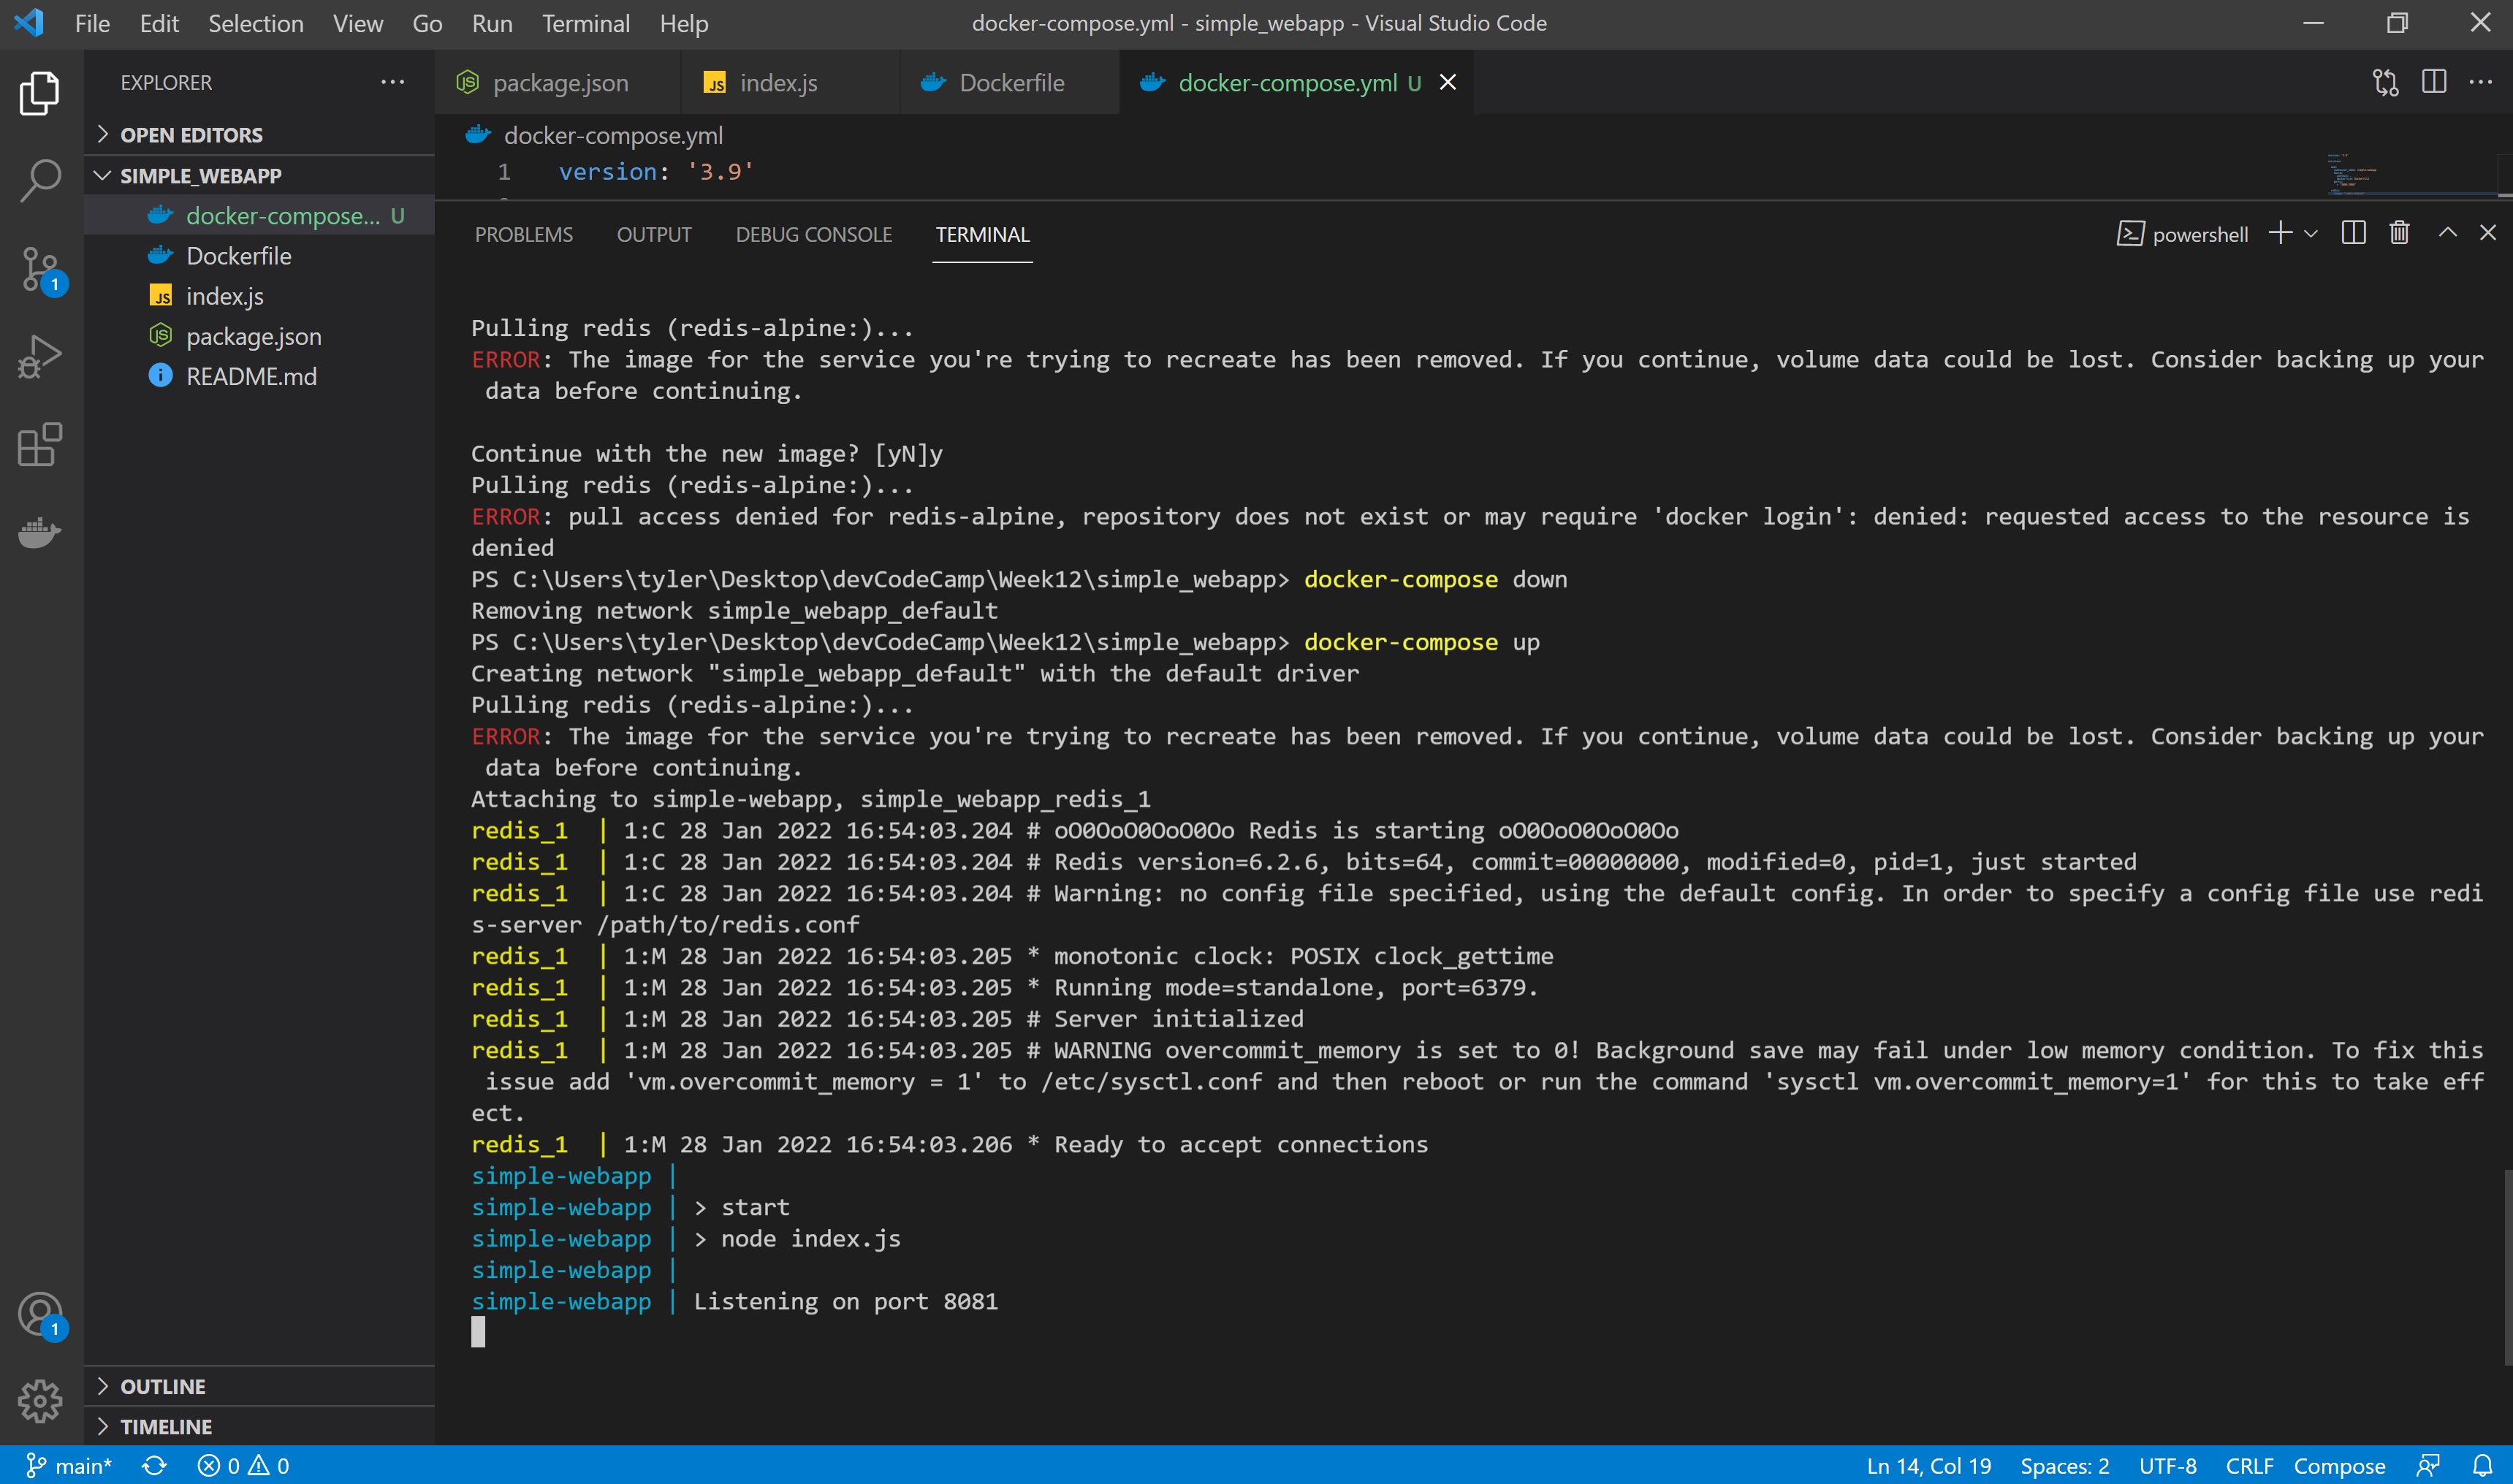 File Edit Selection View Go Run Terminal Help
docker-compose.yml - simple_webapp - Visual Studio Code
EXPLORER
OPEN EDITORS
SIMPLE_WEBAPP
docker-compose... U
Dockerfile
index.js
package.json
README.md
OUTLINE
TIMELINE
1
1
package.json
index.js
Dockerfile
docker-compose.yml U
docker-compose.yml
1 version: '3.9'
PROBLEMS OUTPUT DEBUG CONSOLE TERMINAL
powershell
Pulling redis (redis-alpine:)...
ERROR: The image for the service you're trying to recreate has been removed. If you continue, volume data could be lost. Consider backing up your
data before continuing.
Continue with the new image? [yN]y
Pulling redis (redis-alpine:)...
ERROR: pull access denied for redis-alpine, repository does not exist or may require 'docker login': denied: requested access to the resource is
denied
PS C:\Users\tyler\Desktop\devCodeCamp\Week12\simple_webapp> docker-compose down
Removing network simple_webapp_default
PS C:\Users\tyler\Desktop\devCodeCamp\Week12\simple_webapp> docker-compose up
Creating network "simple_webapp_default" with the default driver
Pulling redis (redis-alpine:)...
ERROR: The image for the service you're trying to recreate has been removed. If you continue, volume data could be lost. Consider backing up your
data before continuing.
Attaching to simple-webapp, simple_webapp_redis_1
redis_1 | 1:C 28 Jan 2022 16:54:03.204 # oO0OoO0OoO0Oo Redis is starting oO0OoO0OoO0Oo
redis_1 | 1:C 28 Jan 2022 16:54:03.204 # Redis version=6.2.6, bits=64, commit=00000000, modified=0, pid=1, just started
redis_1 | 1:C 28 Jan 2022 16:54:03.204 # Warning: no config file specified, using the default config. In order to specify a config file use redi
s-server /path/to/redis.conf
redis_1 | 1:M 28 Jan 2022 16:54:03.205 * monotonic clock: POSIX clock_gettime
redis_1 | 1:M 28 Jan 2022 16:54:03.205 * Running mode=standalone, port=6379.
redis_1 | 1:M 28 Jan 2022 16:54:03.205 # Server initialized
redis_1 | 1:M 28 Jan 2022 16:54:03.205 # WARNING overcommit_memory is set to 0! Background save may fail under low memory condition. To fix this
issue add 'vm.overcommit_memory = 1' to /etc/sysctl.conf and then reboot or run the command 'sysctl vm.overcommit_memory=1' for this to take eff
ect.
redis_1 | 1:M 28 Jan 2022 16:54:03.206 * Ready to accept connections
simple-webapp |
simple-webapp | > start
simple-webapp | > node index.js
simple-webapp |
simple-webapp | Listening on port 8081
main* 0 0
Ln 14, Col 19 Spaces: 2 UTF-8 CRLF Compose